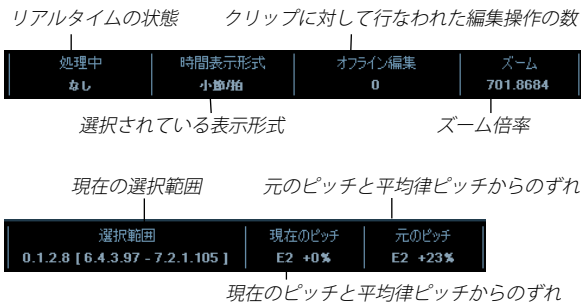 リアルタイムの状態
クリップに対して行なわれた編集操作の数
処理中 時間表示形式 オフライン編集 ズーム
なし 小節/拍 0 701.8684
選択されている表示形式
ズーム倍率
現在の選択範囲
元のピッチと平均律ピッチからのずれ
選択範囲 現在のピッチ 元のピッチ
0.1.2.8 [ 6.4.3.97 - 7.2.1.105 ] E2 +0% E2 +23%
現在のピッチと平均律ピッチからのずれ